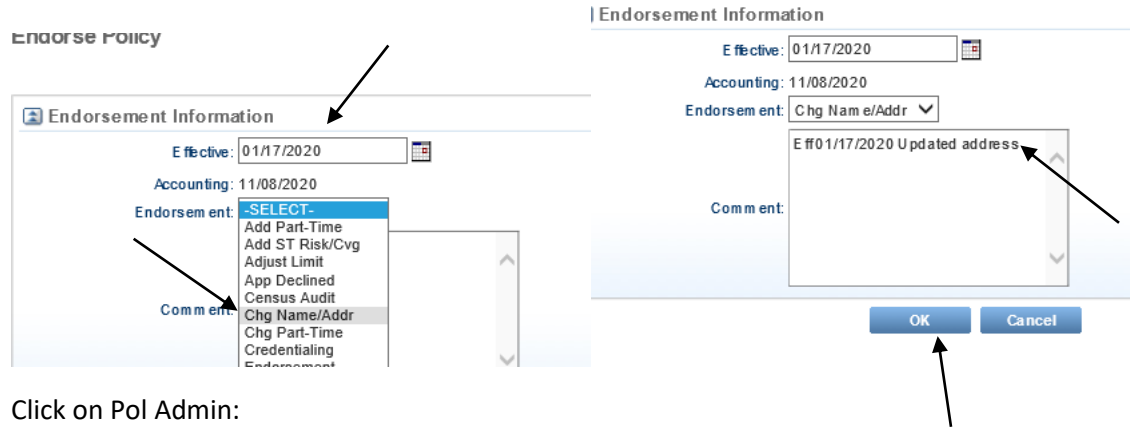 Endorse Policy
Endorsement Information
Effective: 01/17/2020
Accounting: 11/08/2020
Endorsement: -SELECT-
Add Part-Time
Add ST Risk/Cvg
Adjust Limit
App Declined
Census Audit
Chg Name/Addr
Chg Part-Time
Credentialing
Endorsement
Comment:
Endorsement Information
Effective: 01/17/2020
Accounting: 11/08/2020
Endorsement: Chg Name/Addr
Eff01/17/2020 Updated address
Comment:
OK Cancel
Click on Pol Admin: